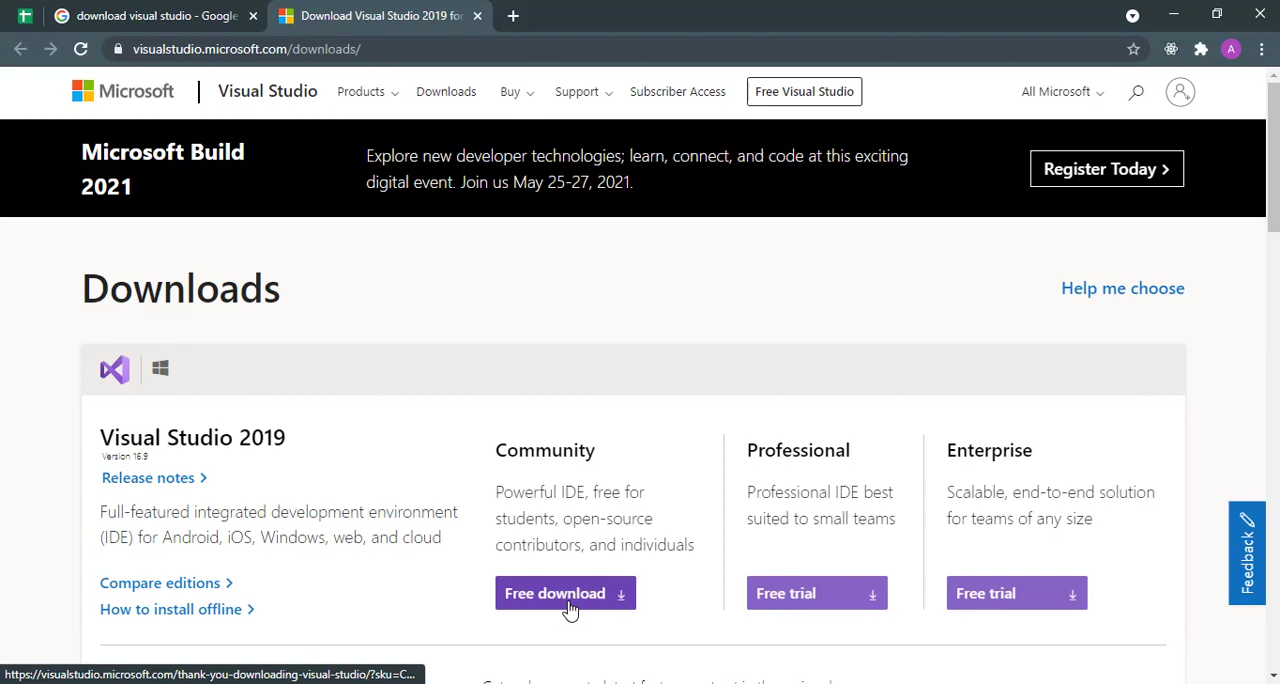 download visual studio - Google
Download Visual Studio 2019 for
visualstudio.microsoft.com/downloads/
A
Microsoft
Visual Studio
Products
Downloads
Buy
Support
Subscriber Access
Free Visual Studio
All Microsoft
Microsoft Build
2021
Explore new developer technologies; learn, connect, and code at this exciting
digital event. Join us May 25-27, 2021.
Register Today >
Downloads
Help me choose
Visual Studio 2019
Version 16.9
Release notes >
Full-featured integrated development environment
(IDE) for Android, iOS, Windows, web, and cloud
Compare editions >
How to install offline >
Community
Powerful IDE, free for
students, open-source
contributors, and individuals
Free download
Professional
Professional IDE best
suited to small teams
Free trial
Enterprise
Scalable, end-to-end solution
for teams of any size
Free trial
Feedback
https://visualstudio.microsoft.com/thank-you-downloading-visual-studio/?sku=C...